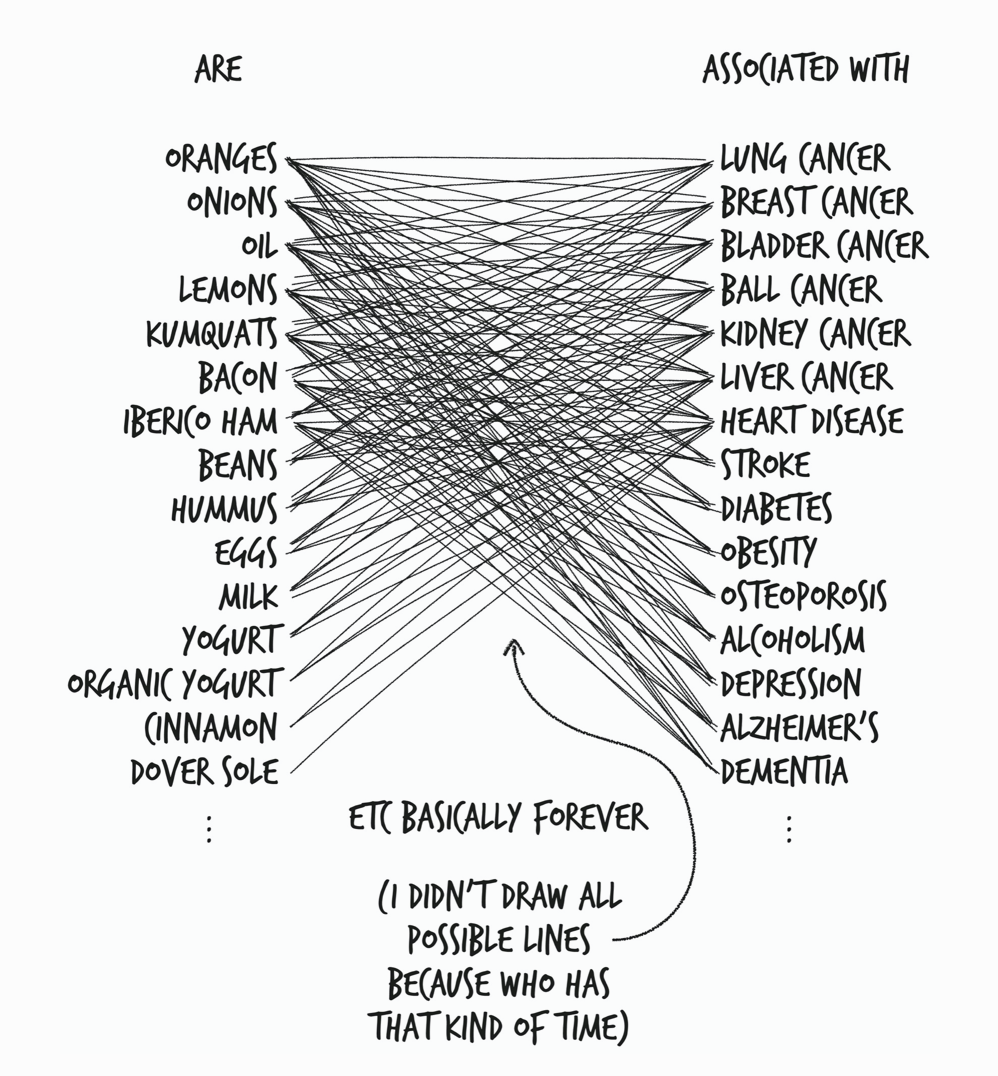 ARE
ASSOCIATED WITH
ORANGES
ONIONS
OIL
LEMONS
KUMQUATS
BACON
IBERICO HAM
BEANS
HUMMUS
EGGS
MILK
YOGURT
ORGANIC YOGURT
CINNAMON
DOVER SOLE
⋮
LUNG CANCER
BREAST CANCER
BLADDER CANCER
BALL CANCER
KIDNEY CANCER
LIVER CANCER
HEART DISEASE
STROKE
DIABETES
OBESITY
OSTEOPOROSIS
ALCOHOLISM
DEPRESSION
ALZHEIMER'S
DEMENTIA
⋮
ETC BASICALLY FOREVER
(I DIDN'T DRAW ALL
POSSIBLE LINES
BECAUSE WHO HAS
THAT KIND OF TIME)